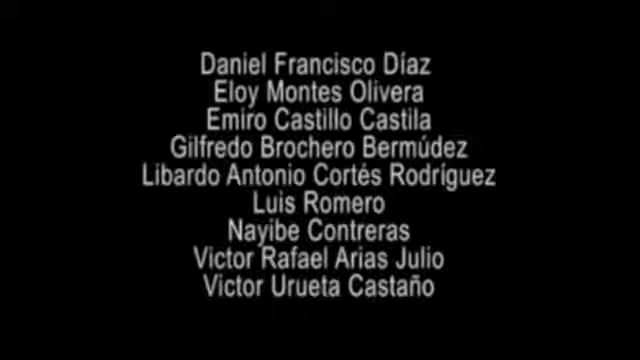 Daniel Francisco Díaz
Eloy Montes Olivera
Emiro Castillo Castila
Gilfredo Brochero Bermúdez
Libardo Antonio Cortés Rodríguez
Luis Romero
Nayibe Contreras
Victor Rafael Arias Julio
Victor Urueta Castaño